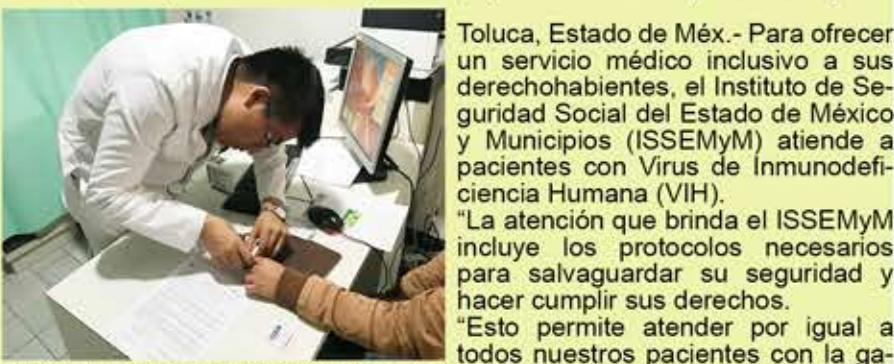 Toluca, Estado de Méx.- Para ofrecer
un servicio médico inclusivo a sus
derechohabientes, el Instituto de Se-
guridad Social del Estado de México
y Municipios (ISSEMyM) atiende a
pacientes con Virus de Inmunodefi-
ciencia Humana (VIH).
“La atención que brinda el ISSEMyM
incluye los protocolos necesarios
para salvaguardar su seguridad y
hacer cumplir sus derechos.
“Esto permite atender por igual a
todos nuestros pacientes con la ga-